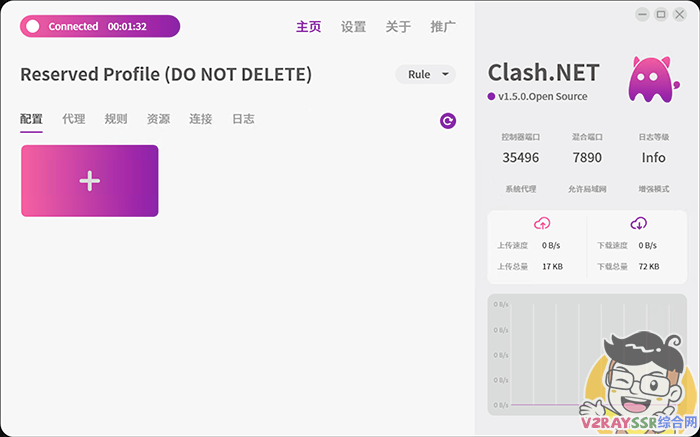 Connected 00:01:32
主页 设置 关于 推广
Reserved Profile (DO NOT DELETE)
Rule
配置 代理 规则 资源 连接 日志
Clash.NET
v1.5.0.Open Source
控制器端口 混合端口 日志等级
35496 7890 Info
系统代理 允许局域网 增强模式
上传速度 0 B/s 下载速度 0 B/s
上传总量 17 KB 下载总量 72 KB
0 B/s
0 B/s
0 B/s
0 B/s
0 B/s
V2RAYSSR综合网